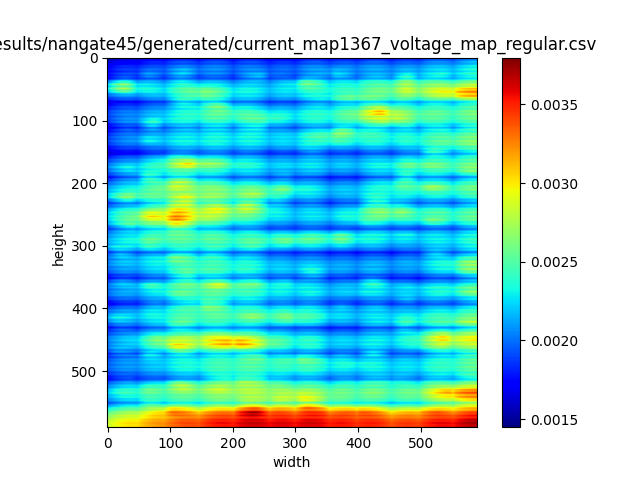 esults/nangate45/generated/current_map1367_voltage_map_regular.csv
0
100
200
300
400
500
height
0 100 200 300 400 500
width
0.0035
0.0030
0.0025
0.0020
0.0015